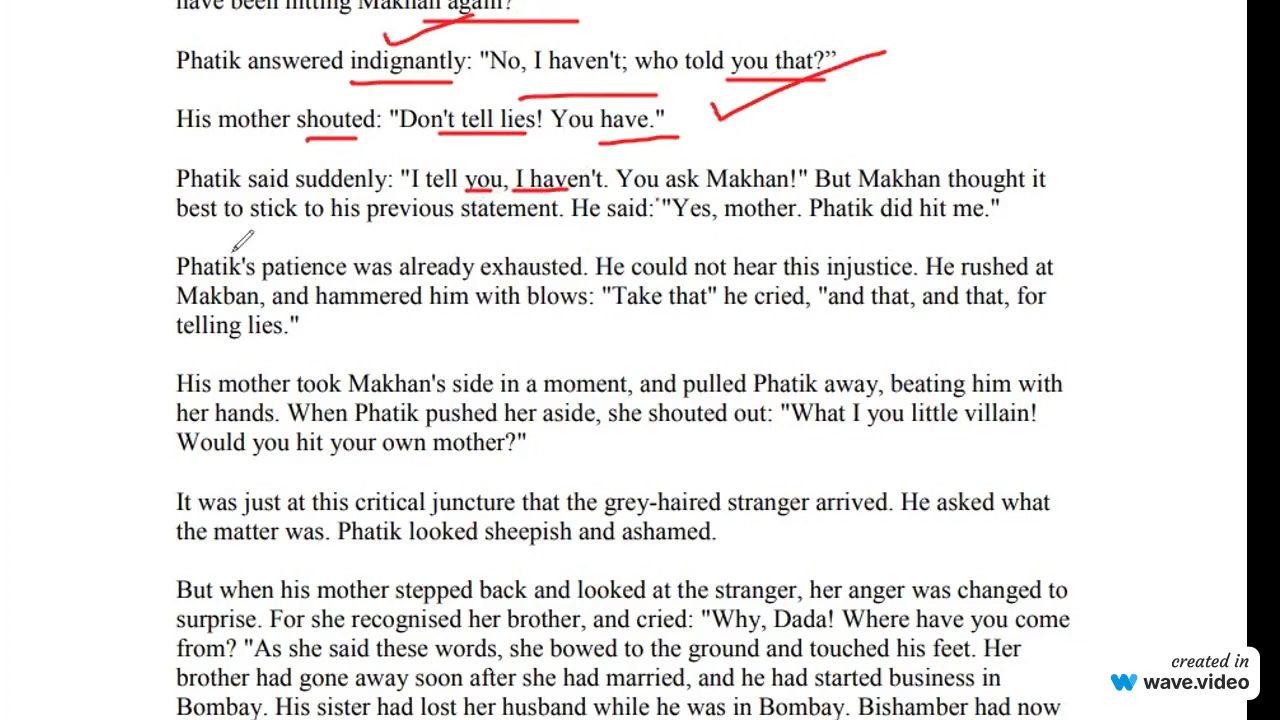 have been hitting Makhan again?"
Phatik answered indignantly: "No, I haven't; who told you that?”
His mother shouted: "Don't tell lies! You have."
Phatik said suddenly: "I tell you, I haven't. You ask Makhan!" But Makhan thought it
best to stick to his previous statement. He said: "Yes, mother. Phatik did hit me."
Phatik's patience was already exhausted. He could not hear this injustice. He rushed at
Makban, and hammered him with blows: "Take that" he cried, "and that, and that, for
telling lies."
His mother took Makhan's side in a moment, and pulled Phatik away, beating him with
her hands. When Phatik pushed her aside, she shouted out: "What I you little villain!
Would you hit your own mother?"
It was just at this critical juncture that the grey-haired stranger arrived. He asked what
the matter was. Phatik looked sheepish and ashamed.
But when his mother stepped back and looked at the stranger, her anger was changed to
surprise. For she recognised her brother, and cried: "Why, Dada! Where have you come
from? "As she said these words, she bowed to the ground and touched his feet. Her
brother had gone away soon after she had married, and he had started business in
Bombay. His sister had lost her husband while he was in Bombay. Bishamber had now
created in
wave.video